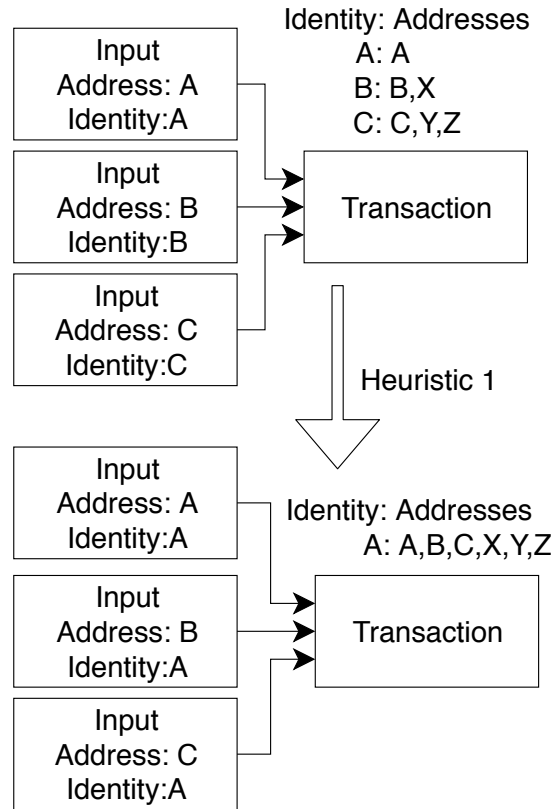 Input
Address: A
Identity:A
Identity: Addresses
A: A
B: B,X
C: C,Y,Z
Input
Address: B
Identity:B
Transaction
Input
Address: C
Identity:C
Heuristic 1
Input
Address: A
Identity:A
Identity: Addresses
A: A,B,C,X,Y,Z
Input
Address: B
Identity:A
Transaction
Input
Address: C
Identity:A